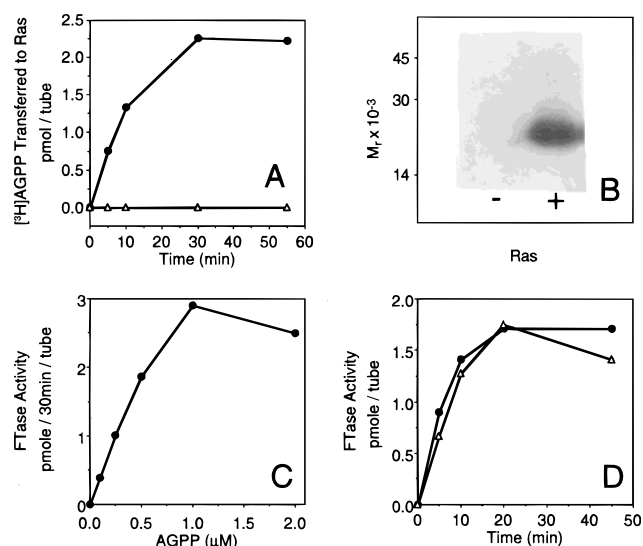 [³H]AGPP Transferred to Ras
pmol / tube
2.5
2.0
1.5
1.0
0.5
0.0
0 10 20 30 40 50 60
Time (min)
A
Mr x 10-3
45
30
14
- +
B
Ras
FTase Activity
pmole / 30min / tube
3
2
1
0
0.0 0.5 1.0 1.5 2.0
AGPP (μM)
C
FTase Activity
pmole / tube
2.0
1.5
1.0
0.5
0.0
0 10 20 30 40 50
Time (min)
D